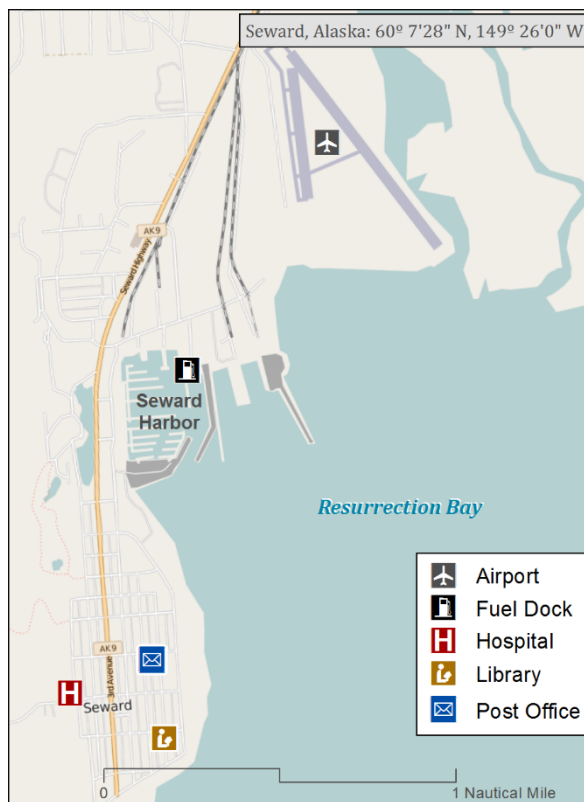 Seward, Alaska: 60º 7'28" N, 149º 26'0" W
AK9
Seward Highway
Seward
Harbor
Resurrection Bay
Airport
Fuel Dock
H
Hospital
Library
Post Office
AK9
3rd Avenue
H
Seward
0
1 Nautical Mile